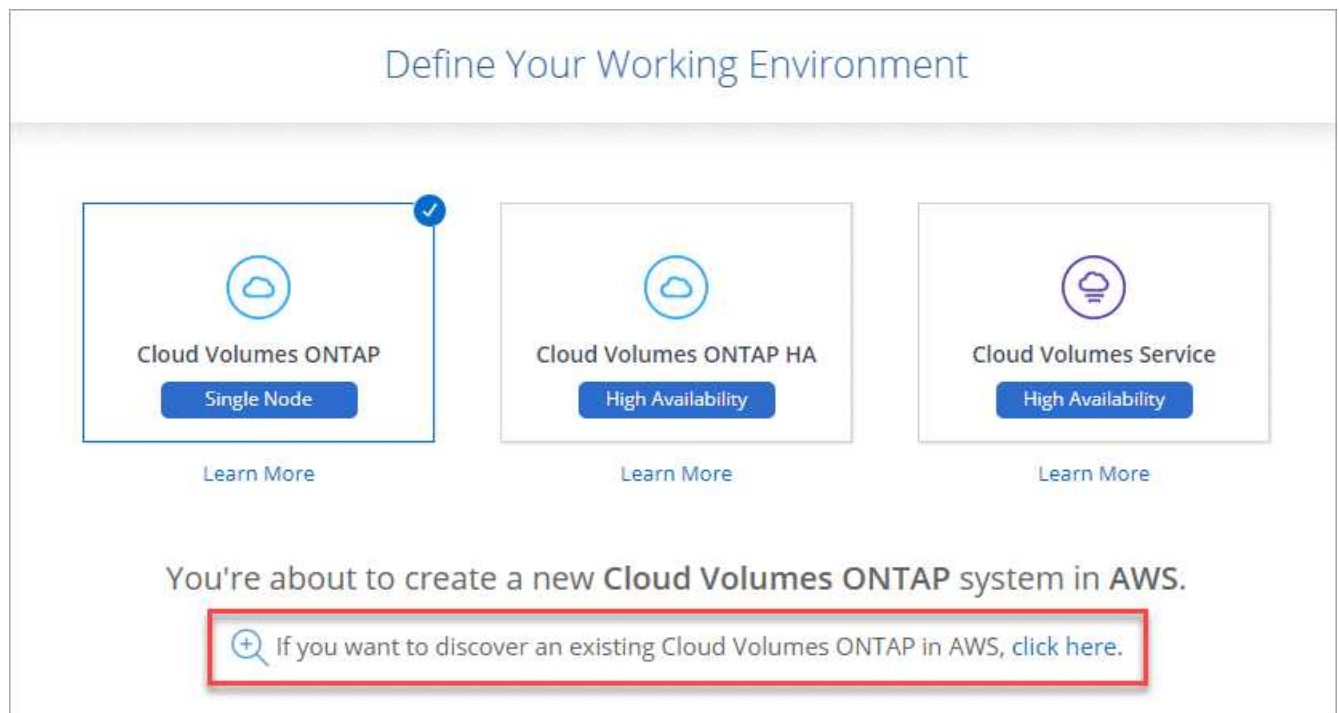 Define Your Working Environment
Cloud Volumes ONTAP
Single Node
Learn More
Cloud Volumes ONTAP HA
High Availability
Learn More
Cloud Volumes Service
High Availability
Learn More
You're about to create a new Cloud Volumes ONTAP system in AWS.
If you want to discover an existing Cloud Volumes ONTAP in AWS, click here.